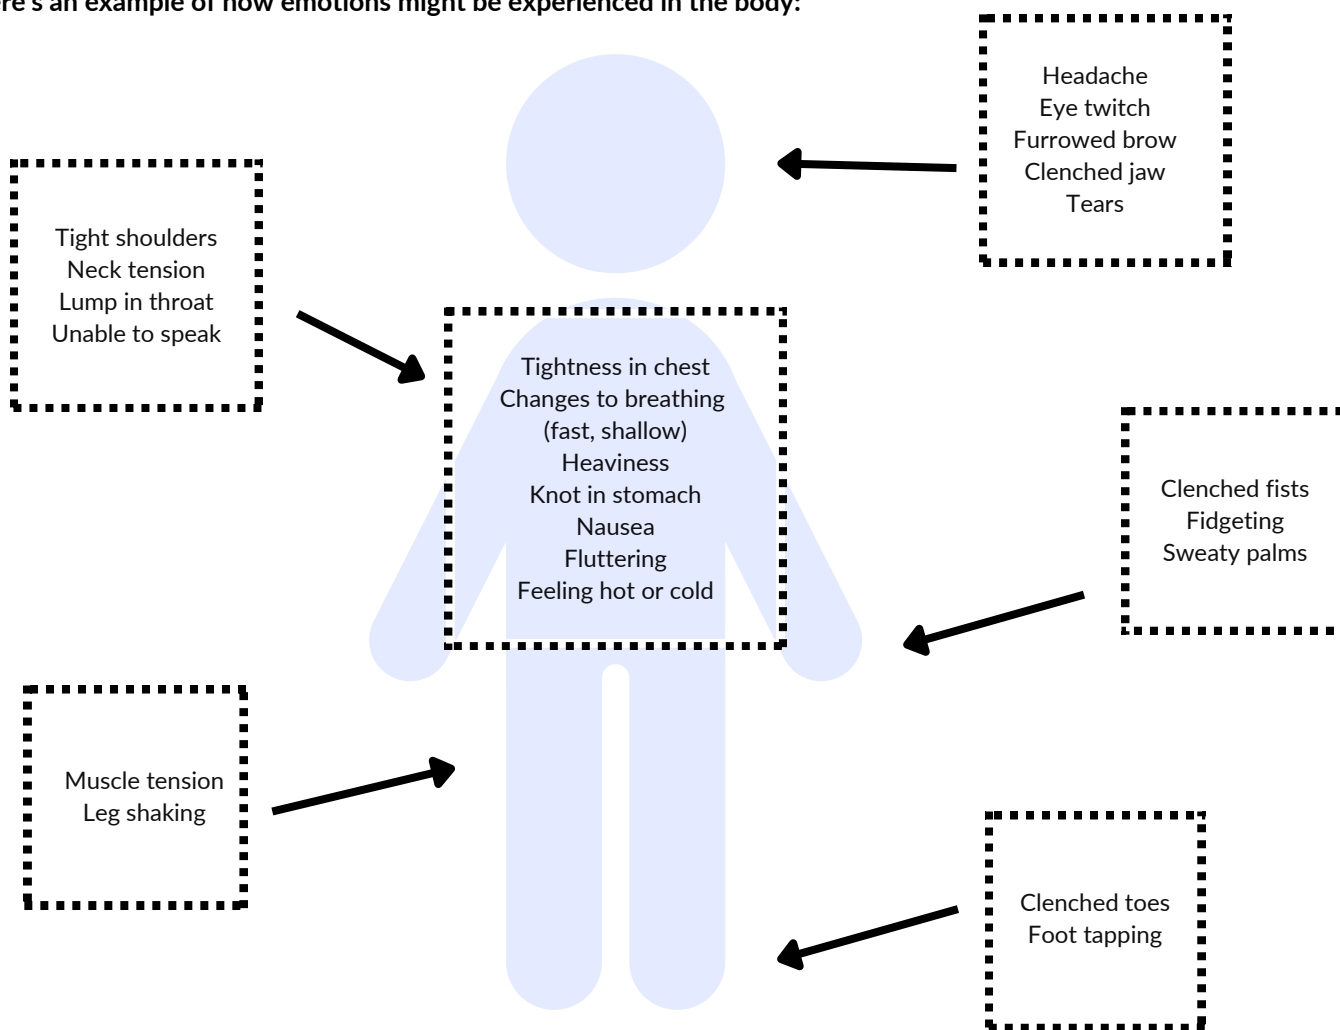 an example of how emotions might be experienced in the body:
Headache
Eye twitch
Furrowed brow
Clenched jaw
Tears
Tight shoulders
Neck tension
Lump in throat
Unable to speak
Tightness in chest
Changes to breathing
(fast, shallow)
Heaviness
Knot in stomach
Nausea
Fluttering
Feeling hot or cold
Clenched fists
Fidgeting
Sweaty palms
Muscle tension
Leg shaking
Clenched toes
Foot tapping